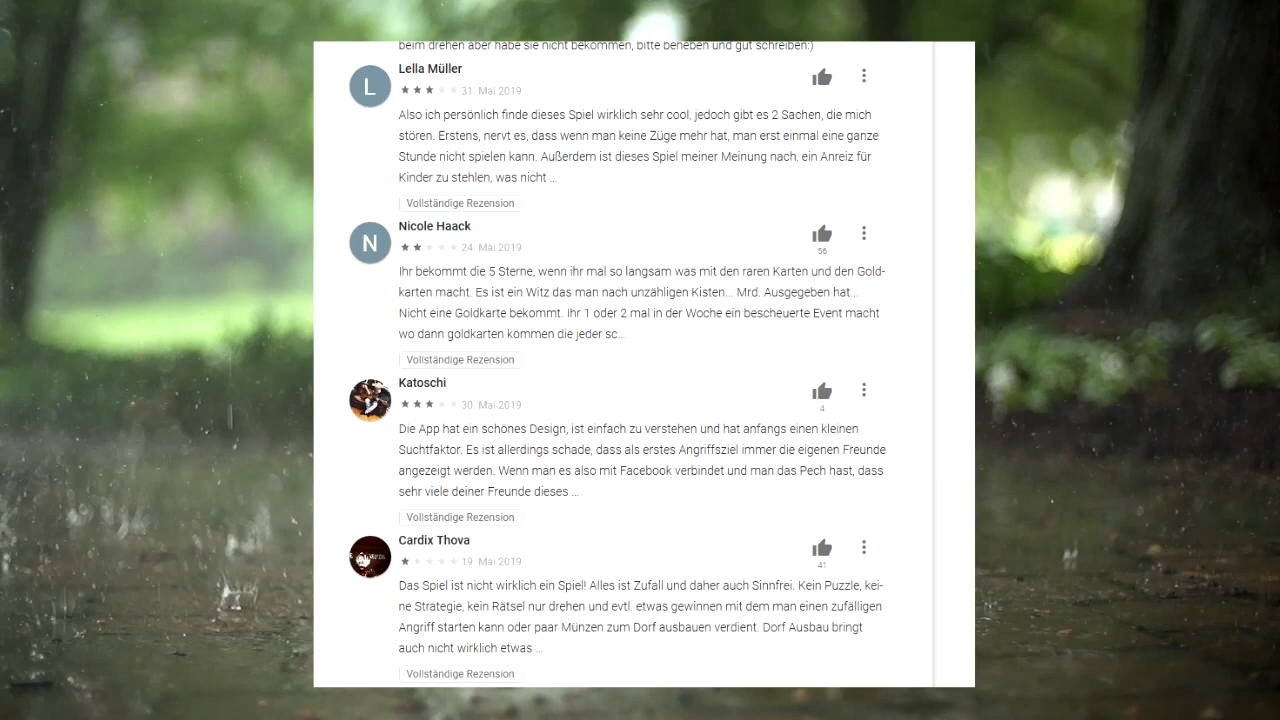 beim drehen aber habe sie nicht bekommen, bitte beheben und gut schreiben:)
Lella Müller
31. Mai 2019
Also ich persönlich finde dieses Spiel wirklich sehr cool, jedoch gibt es 2 Sachen, die mich
stören. Erstens, nervt es, dass wenn man keine Züge mehr hat, man erst einmal eine ganze
Stunde nicht spielen kann. Außerdem ist dieses Spiel meiner Meinung nach, ein Anreiz für
Kinder zu stehlen, was nicht ...
Vollständige Rezension
Nicole Haack
24. Mai 2019
56
Ihr bekommt die 5 Sterne, wenn ihr mal so langsam was mit den raren Karten und den Gold-
karten macht. Es ist ein Witz das man nach unzähligen Kisten... Mrd. Ausgegeben hat...
Nicht eine Goldkarte bekommt. Ihr 1 oder 2 mal in der Woche ein bescheuerte Event macht
wo dann goldkarten kommen die jeder sc...
Vollständige Rezension
Katoschi
30. Mai 2019
4
Die App hat ein schönes Design, ist einfach zu verstehen und hat anfangs einen kleinen
Suchtfaktor. Es ist allerdings schade, dass als erstes Angriffsziel immer die eigenen Freunde
angezeigt werden. Wenn man es also mit Facebook verbindet und man das Pech hast, dass
sehr viele deiner Freunde dieses ...
Vollständige Rezension
Cardix Thova
19. Mai 2019
41
Das Spiel ist nicht wirklich ein Spiel! Alles ist Zufall und daher auch Sinnfrei. Kein Puzzle, kei-
ne Strategie, kein Rätsel nur drehen und evtl. etwas gewinnen mit dem man einen zufälligen
Angriff starten kann oder paar Münzen zum Dorf ausbauen verdient. Dorf Ausbau bringt
auch nicht wirklich etwas ...
Vollständige Rezension
L
N